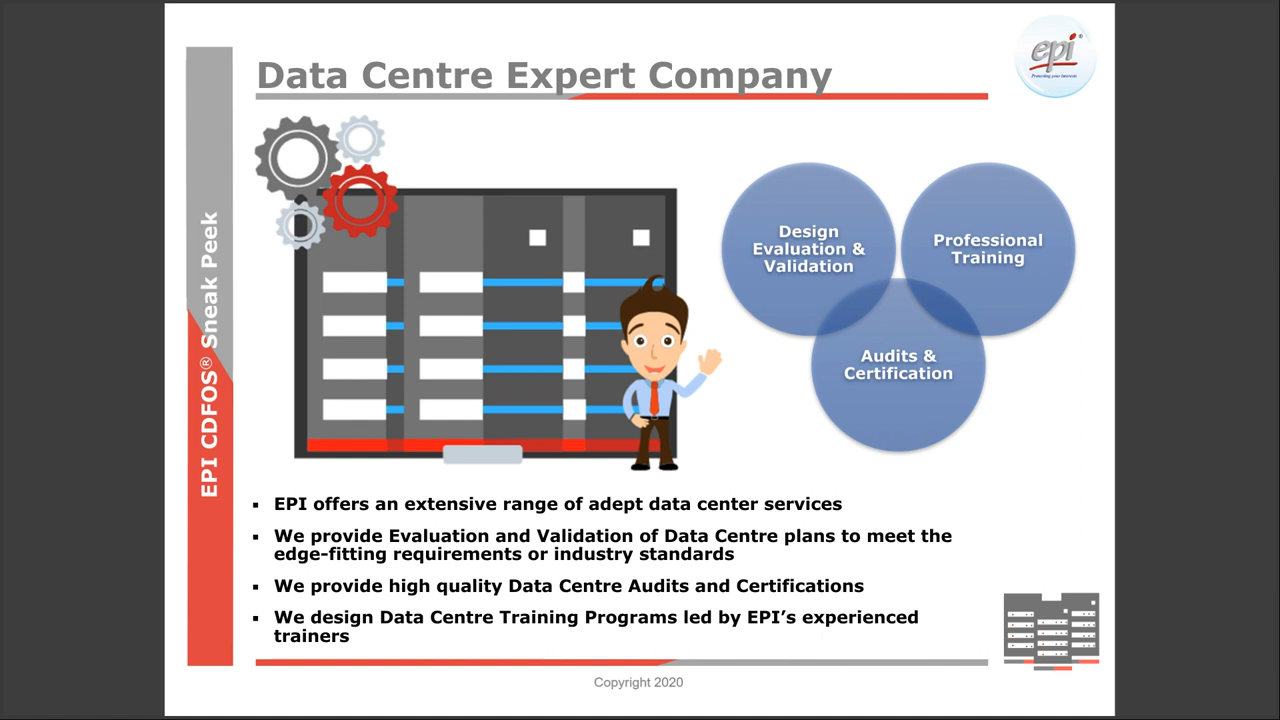 Data Centre Expert Company
epi®
Protecting your interests
EPI CDFOS® Sneak Peek
Design
Evaluation &
Validation
Professional
Training
Audits &
Certification
▪ EPI offers an extensive range of adept data center services
▪ We provide Evaluation and Validation of Data Centre plans to meet the
edge-fitting requirements or industry standards
▪ We provide high quality Data Centre Audits and Certifications
▪ We design Data Centre Training Programs led by EPI’s experienced
trainers
Copyright 2020